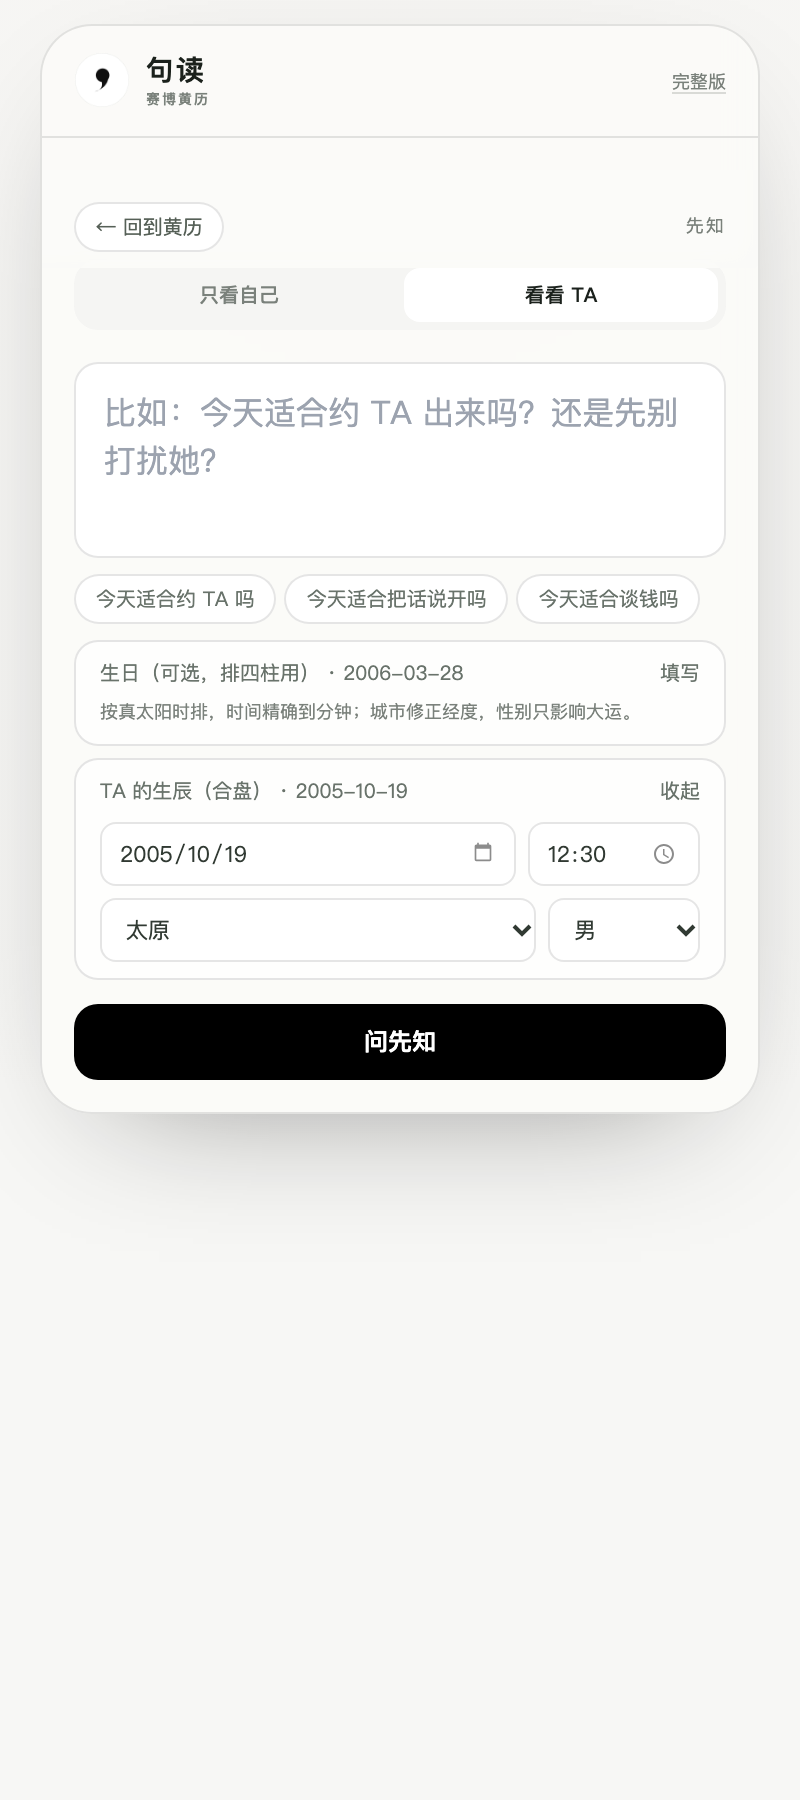 句读
赛博黄历
完整版
← 回到黄历
先知
只看自己
看看 TA
比如：今天适合约 TA 出来吗？还是先别
打扰她？
今天适合约 TA 吗
今天适合把话说开吗
今天适合谈钱吗
生日（可选，排四柱用） · 2006-03-28
填写
按真太阳时排，时间精确到分钟；城市修正经度，性别只影响大运。
TA 的生辰（合盘） · 2005-10-19
收起
2005/10/19
12:30
太原
男
问先知